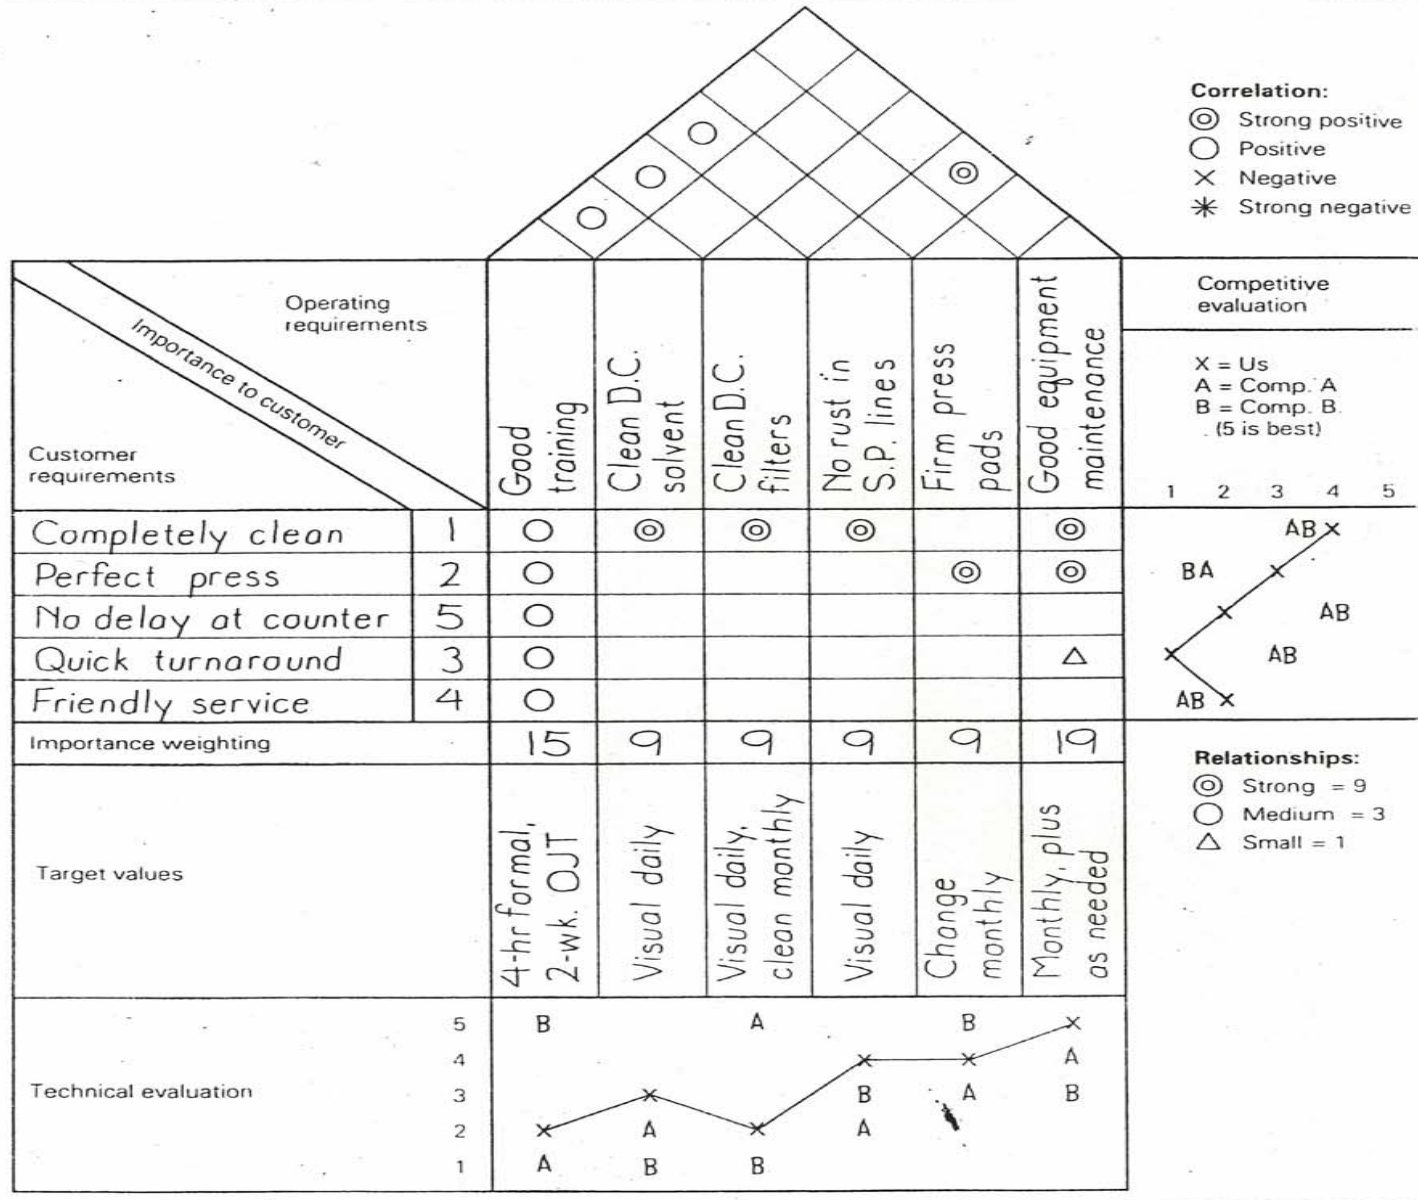 Correlation:
◎ Strong positive
○ Positive
× Negative
✳ Strong negative
Operating
requirements
Importance to customer
Customer
requirements
Good
training
Clean D.C.
solvent
Clean D.C.
filters
No rust in
S.P. lines
Firm press
pads
Good equipment
maintenance
Competitive
evaluation
X = Us
A = Comp. A
B = Comp. B.
(5 is best)
1 2 3 4 5
Completely clean 1 ○ ◎ ◎ ◎ ◎ AB X
Perfect press 2 ○ ◎ ◎ BA X
No delay at counter 5 ○ X AB
Quick turnaround 3 ○ △ X AB
Friendly service 4 ○ AB X
Importance weighting 15 9 9 9 9 19
Relationships:
◎ Strong = 9
○ Medium = 3
△ Small = 1
Target values
4-hr formal,
2-wk. OJT
Visual daily
Visual daily,
clean monthly
Visual daily
Change
monthly
Monthly, plus
as needed
Technical evaluation
5 B A B X
4 X X A
3 X B A B
2 X A X A
1 A B B